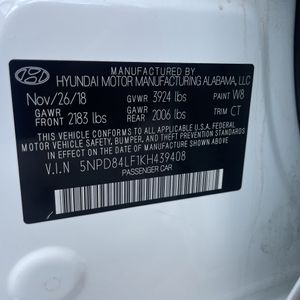 MANUFACTURED BY
HYUNDAI MOTOR MANUFACTURING ALABAMA, LLC
Nov/26/18 GVWR 3924 lbs PAINT W8
GAWR FRONT 2183 lbs GAWR REAR 2006 lbs TRIM CT
THIS VEHICLE CONFORMS TO ALL APPLICABLE U.S. FEDERAL
MOTOR VEHICLE SAFETY, BUMPER, AND THEFT PREVENTION STANDARDS
IN EFFECT ON THE DATE OF MANUFACTURE SHOWN ABOVE.
V.I.N 5NPD84LF1KH439408
PASSENGER CAR